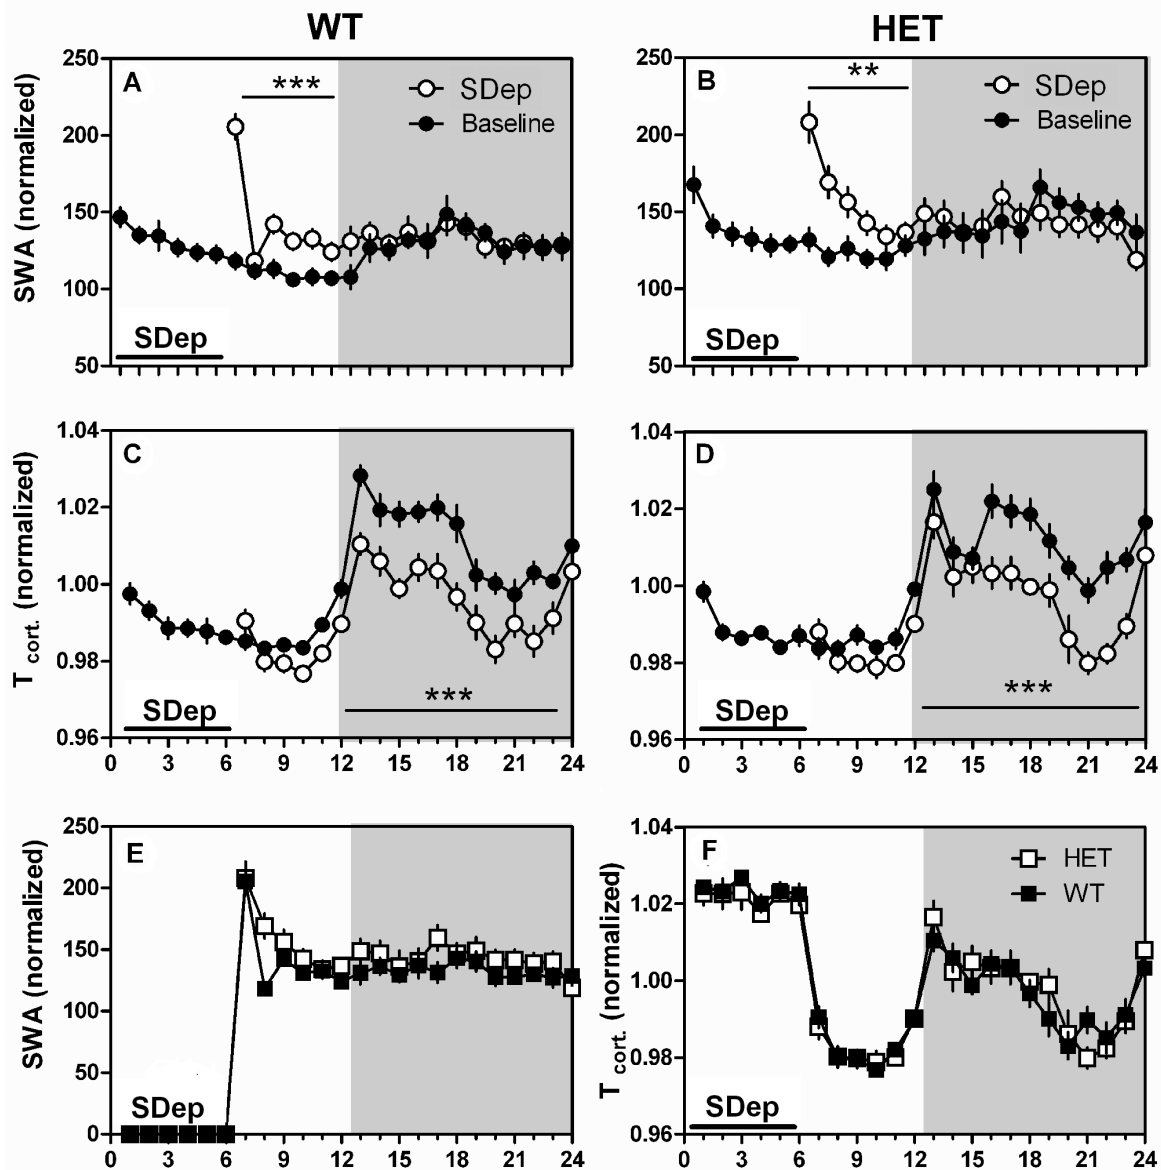 WT
HET
SWA (normalized)
250
200
150
100
50
A
***
SDep
Baseline
SDep
250
200
150
100
50
B
**
SDep
Baseline
SDep
T cort. (normalized)
1.04
1.02
1.00
0.98
0.96
C
***
SDep
0 3 6 9 12 15 18 21 24
1.04
1.02
1.00
0.98
0.96
D
***
SDep
0 3 6 9 12 15 18 21 24
SWA (normalized)
250
200
150
100
50
0
E
SDep
0 3 6 9 12 15 18 21 24
T cort. (normalized)
1.04
1.02
1.00
0.98
0.96
F
HET
WT
SDep
0 3 6 9 12 15 18 21 24